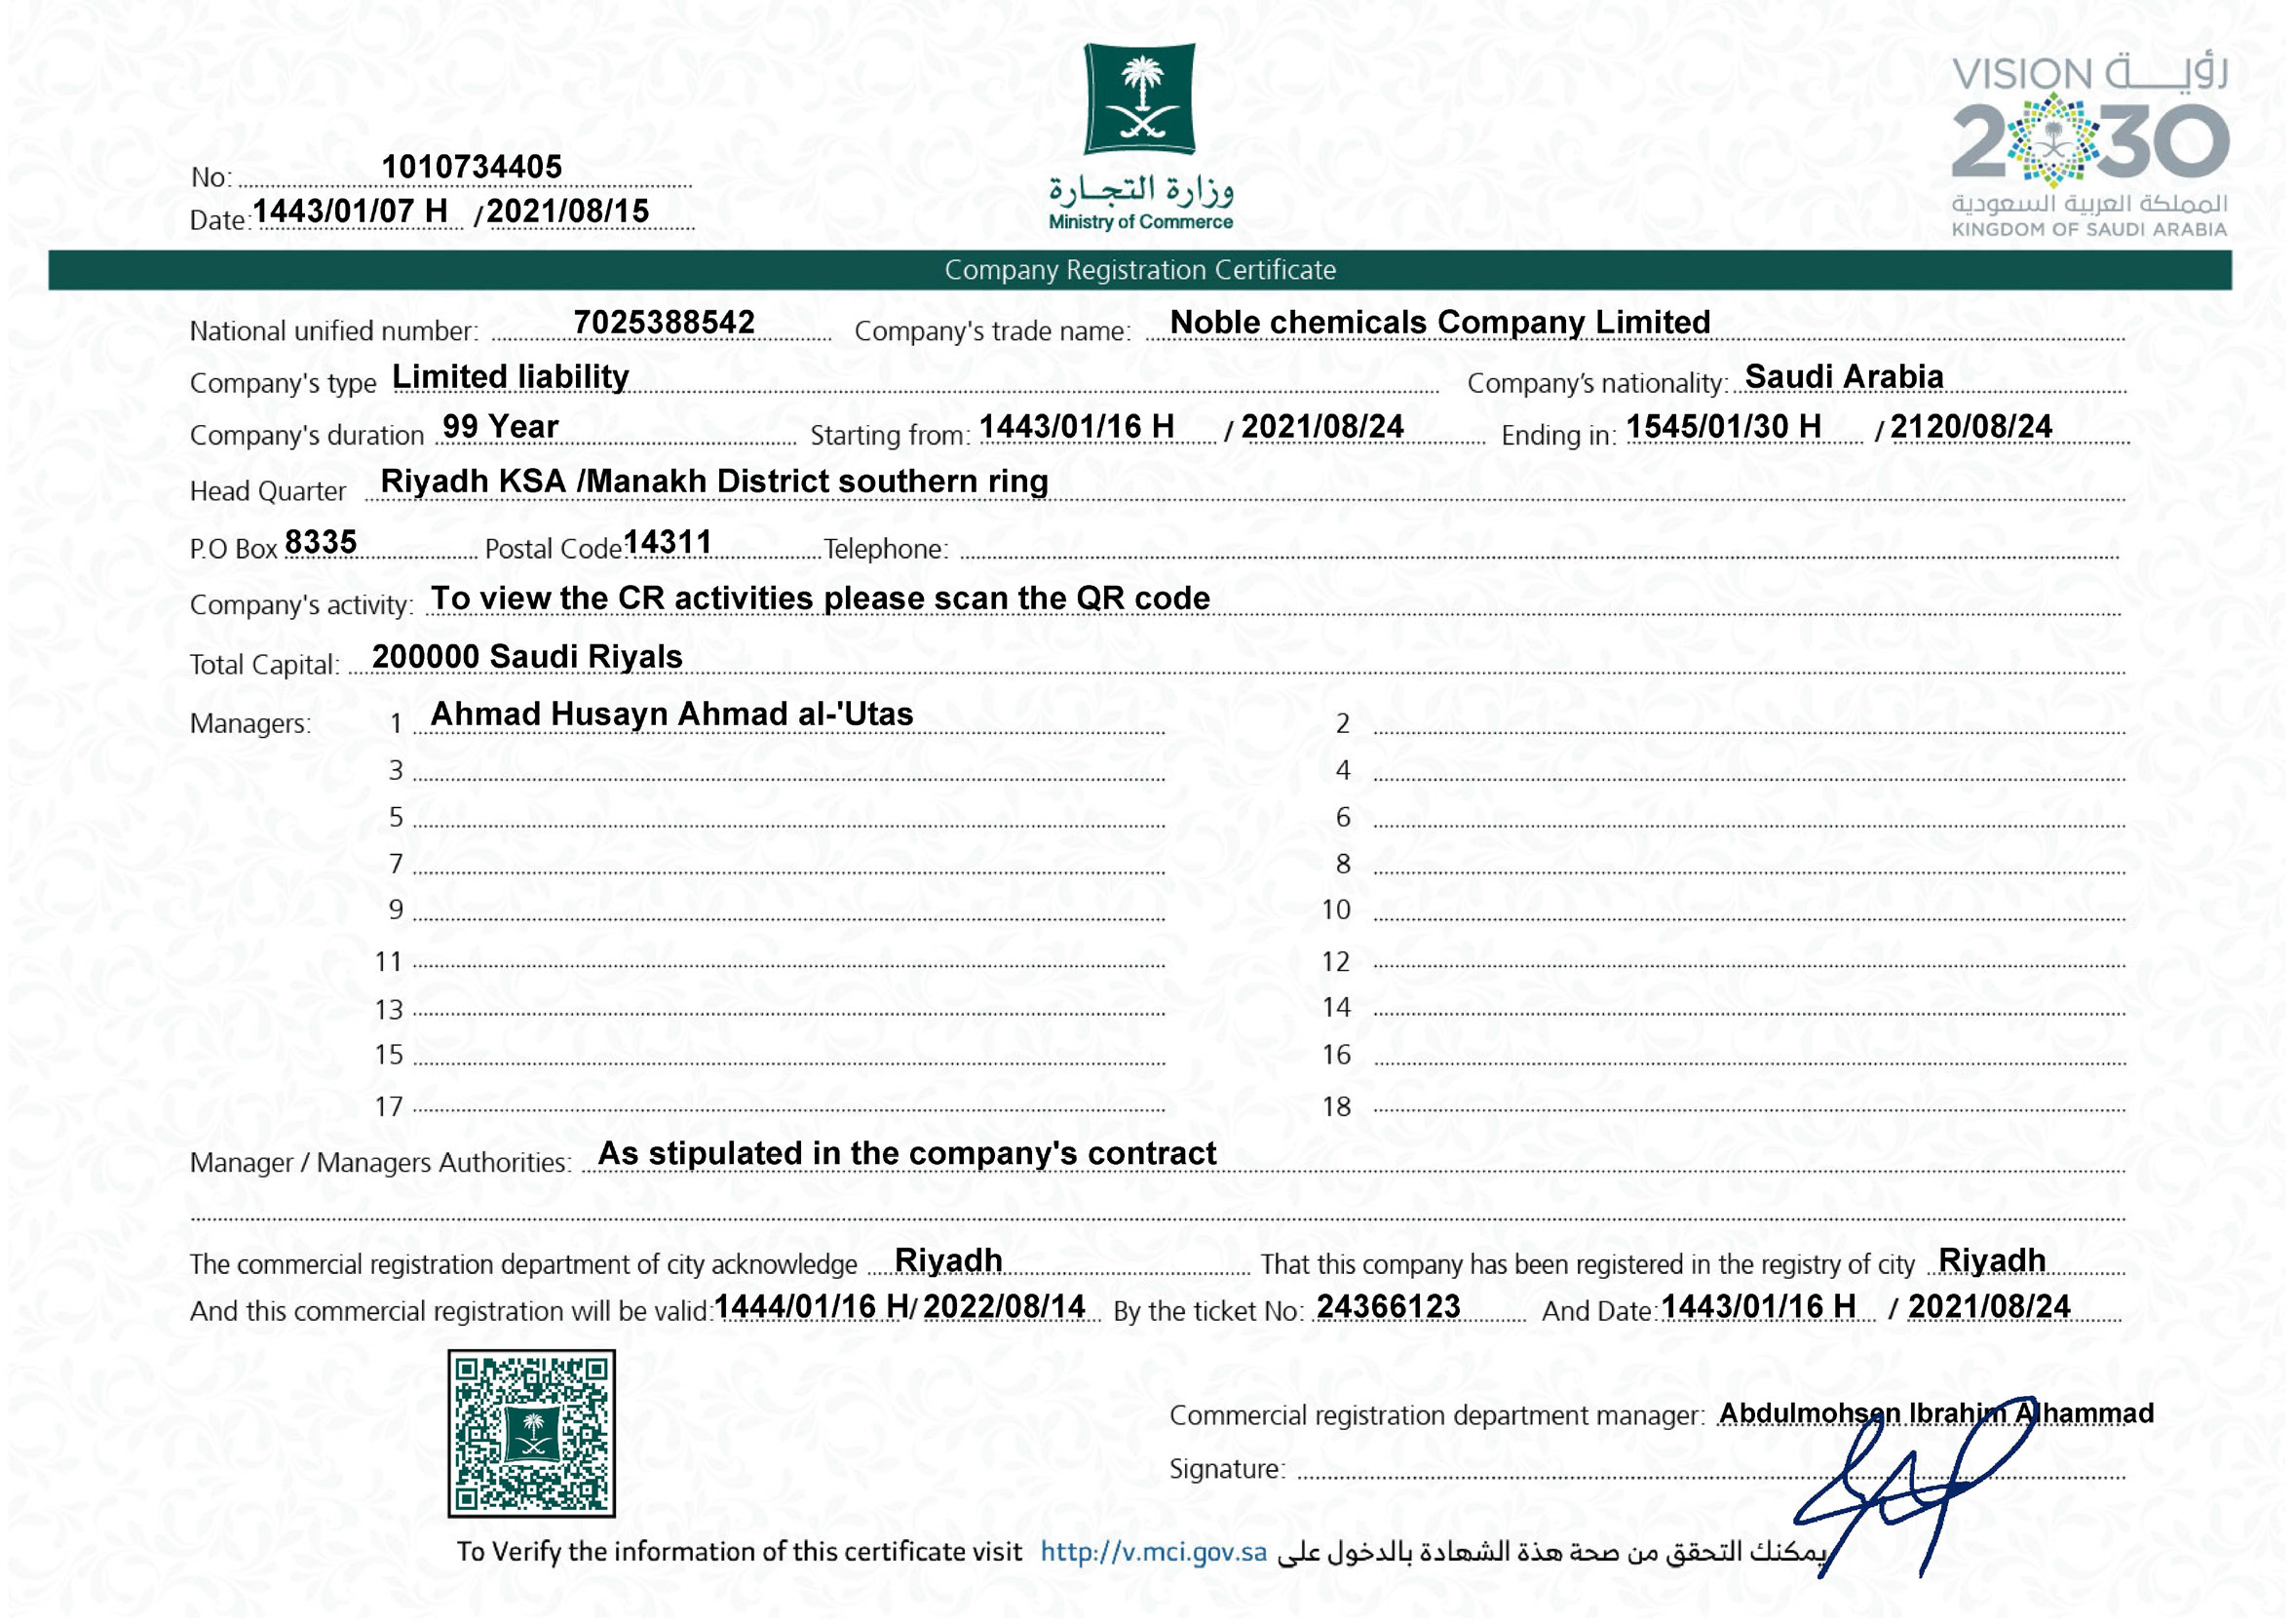 VISION رؤيـــة
2030
المملكة العربية السعودية
KINGDOM OF SAUDI ARABIA
وزارة التجـــارة
Ministry of Commerce
No: 1010734405
Date: 1443/01/07 H / 2021/08/15
Company Registration Certificate
National unified number: 7025388542 Company's trade name: Noble chemicals Company Limited
Company's type Limited liability Company's nationality: Saudi Arabia
Company's duration 99 Year Starting from: 1443/01/16 H / 2021/08/24 Ending in: 1545/01/30 H / 2120/08/24
Head Quarter Riyadh KSA /Manakh District southern ring
P.O Box 8335 Postal Code: 14311 Telephone:
Company's activity: To view the CR activities please scan the QR code
Total Capital: 200000 Saudi Riyals
Managers: 1 Ahmad Husayn Ahmad al-'Utas 2
3 4
5 6
7 8
9 10
11 12
13 14
15 16
17 18
Manager / Managers Authorities: As stipulated in the company's contract
The commercial registration department of city acknowledge Riyadh That this company has been registered in the registry of city Riyadh
And this commercial registration will be valid: 1444/01/16 H/ 2022/08/14 By the ticket No: 24366123 And Date: 1443/01/16 H / 2021/08/24
Commercial registration department manager: Abdulmohsen Ibrahim Alhammad
Signature:
To Verify the information of this certificate visit http://v.mci.gov.sa يمكنك التحقق من صحة هذة الشهادة بالدخول على